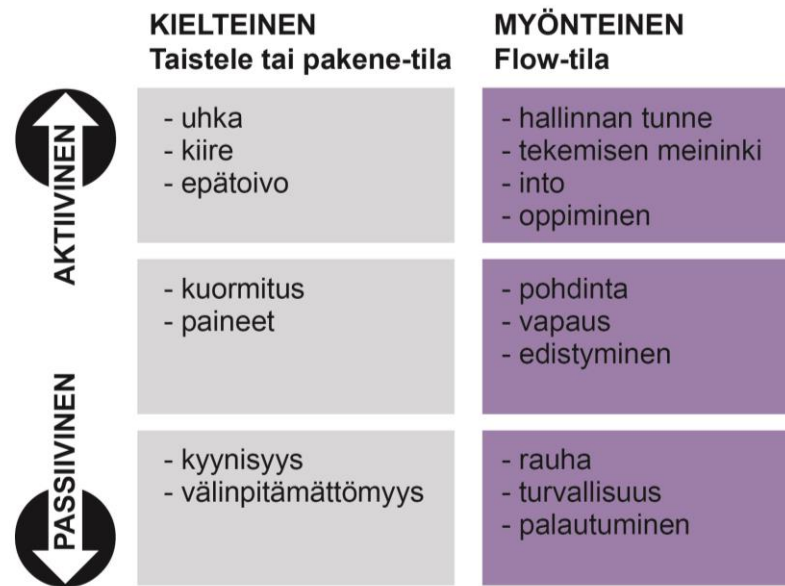 KIELTEINEN
Taistele tai pakene-tila
MYÖNTEINEN
Flow-tila
AKTIIVINEN
- uhka
- kiire
- epätoivo
- hallinnan tunne
- tekemisen meininki
- into
- oppiminen
- kuormitus
- paineet
- pohdinta
- vapaus
- edistyminen
PASSIIVINEN
- kyynisyys
- välinpitämättömyys
- rauha
- turvallisuus
- palautuminen